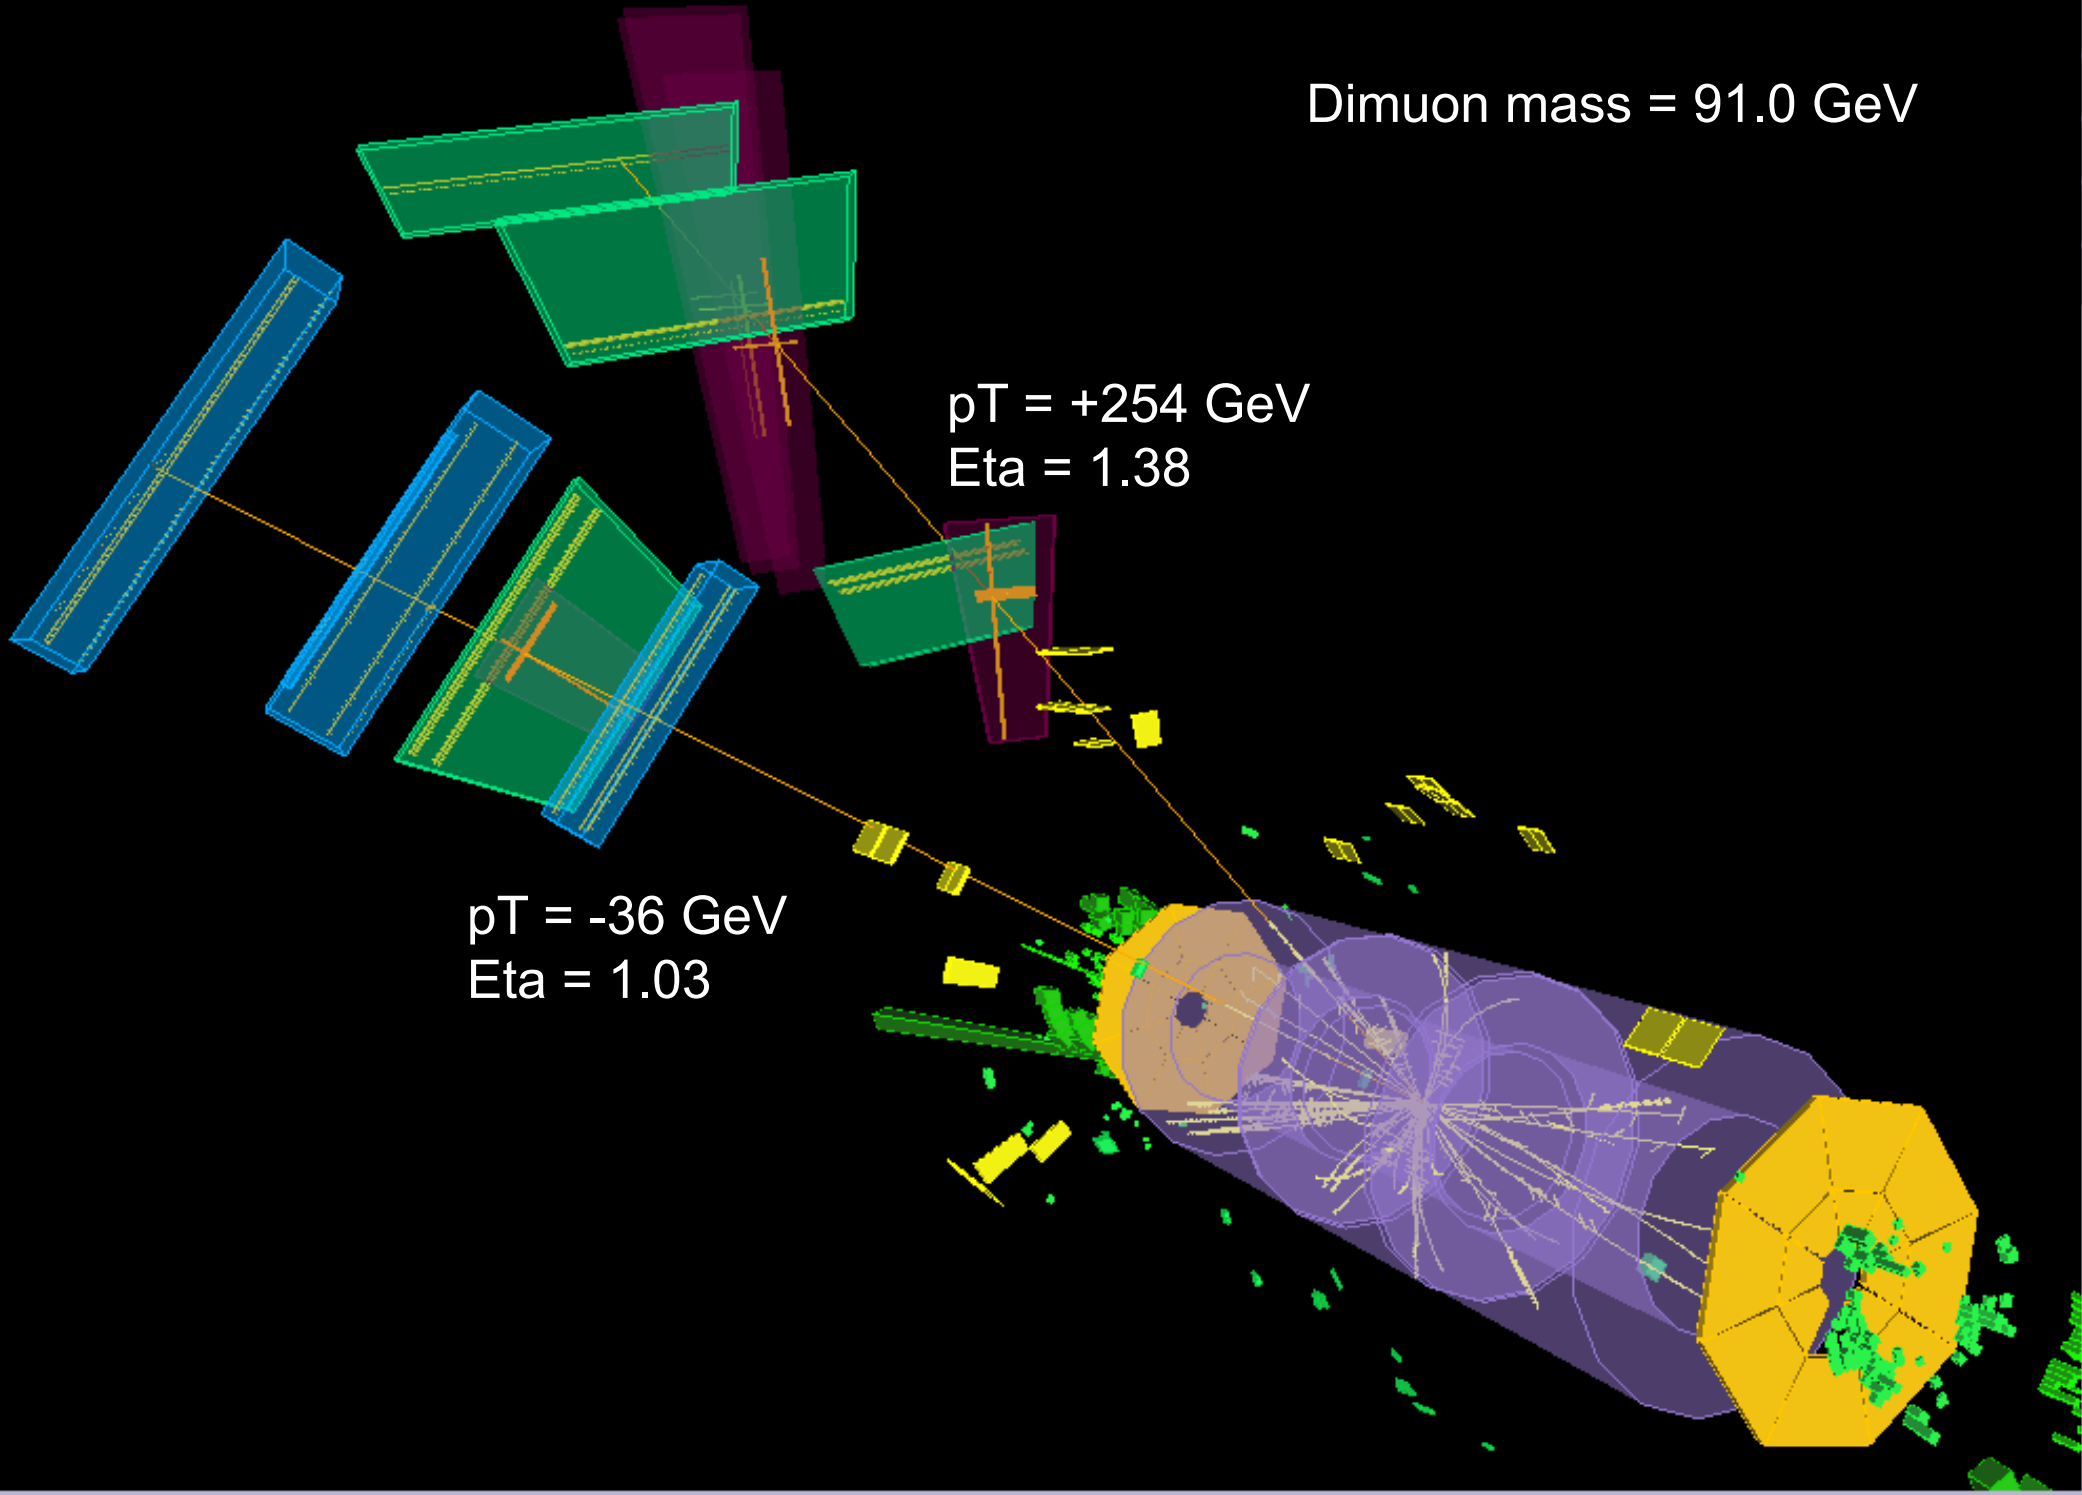 Dimuon mass = 91.0 GeV
pT = +254 GeV
Eta = 1.38
pT = -36 GeV
Eta = 1.03